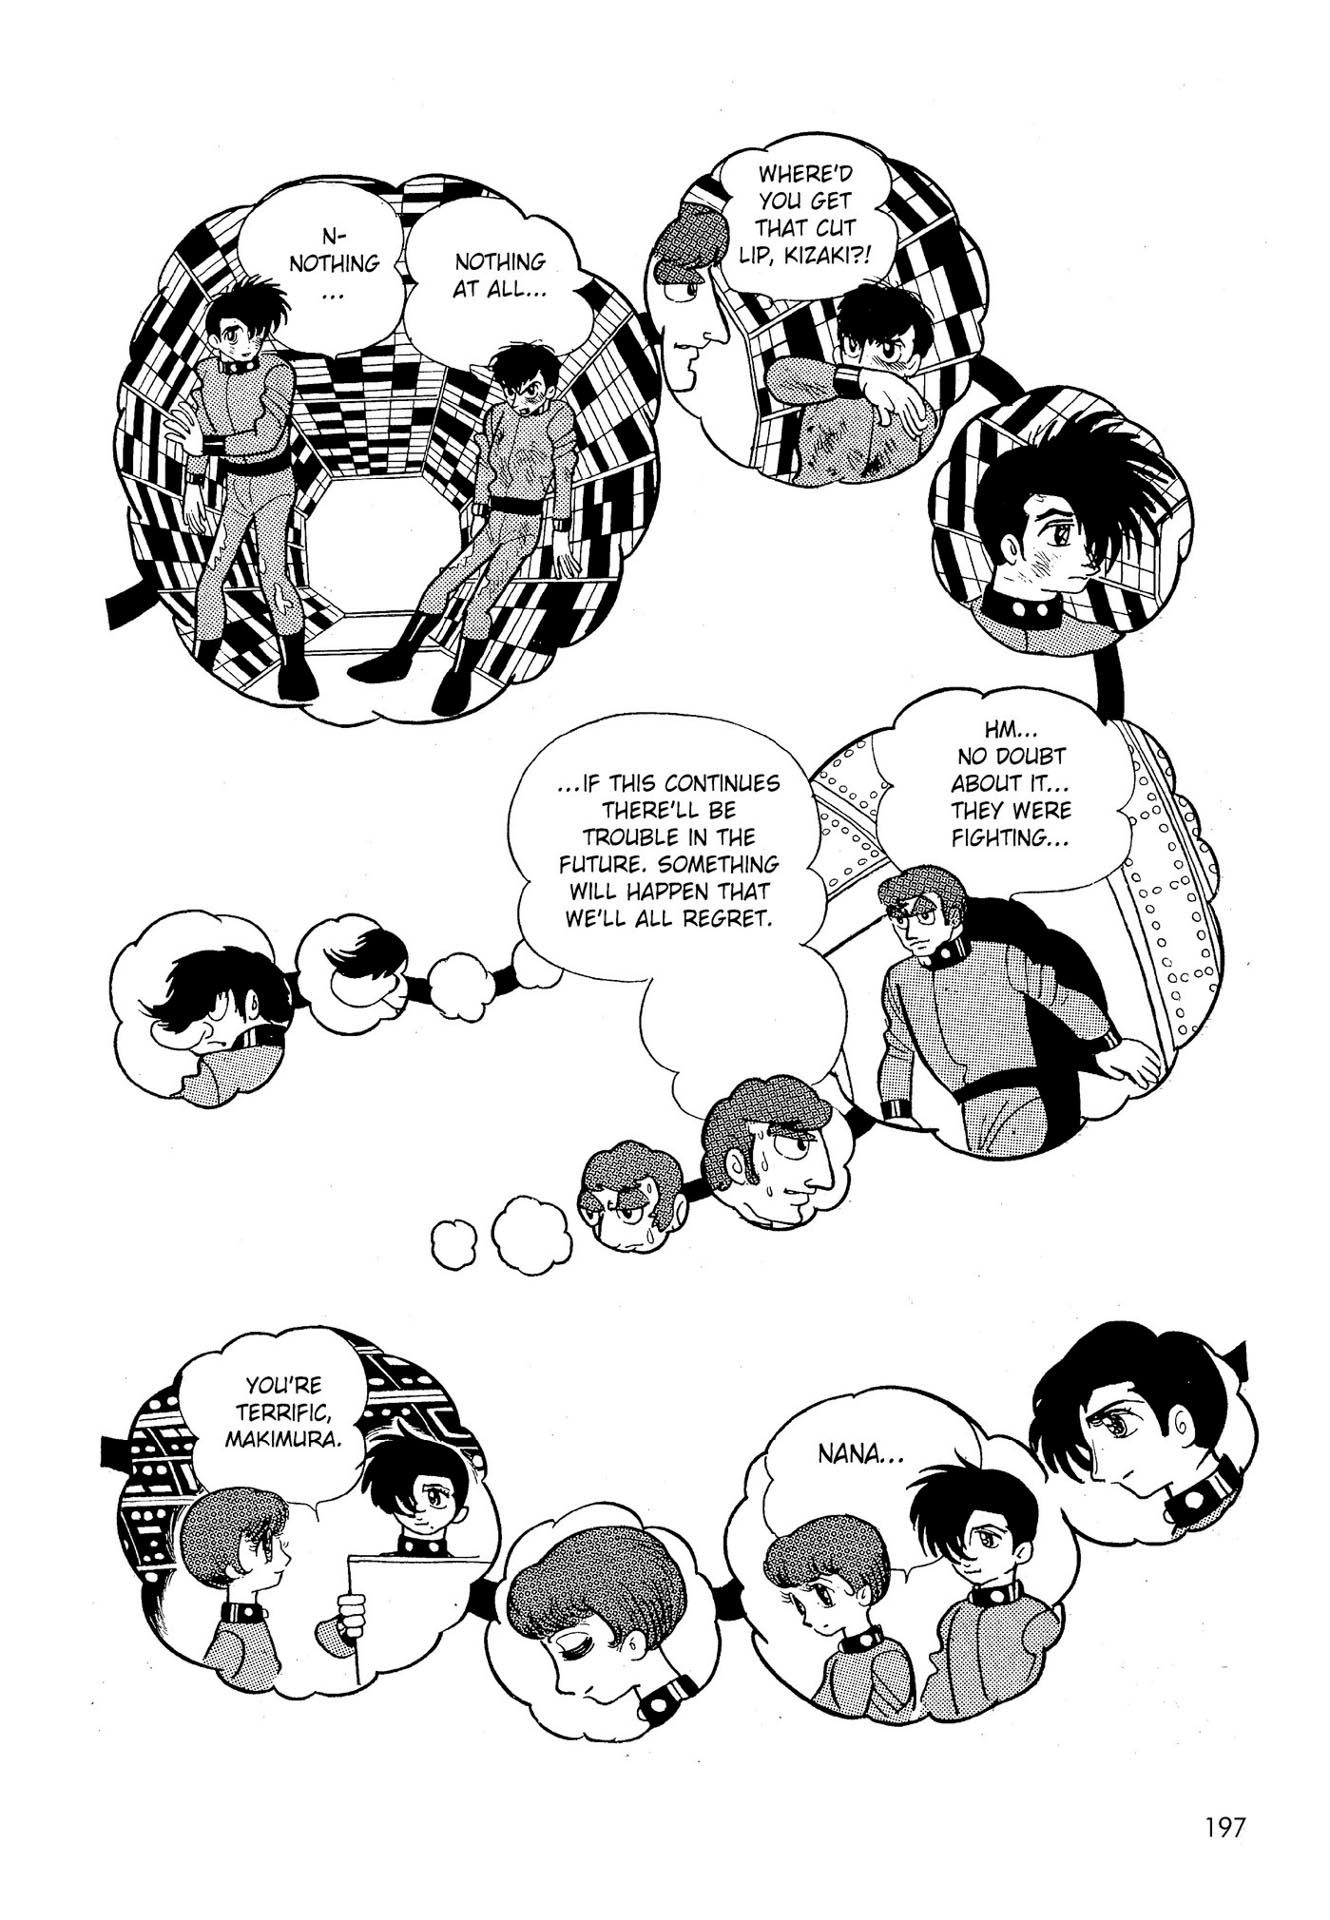 N-
NOTHING
...
NOTHING
AT ALL...
WHERE'D
YOU GET
THAT CUT
LIP, KIZAKI?!
HM...
NO DOUBT
ABOUT IT...
THEY WERE
FIGHTING...
...IF THIS CONTINUES
THERE'LL BE
TROUBLE IN THE
FUTURE. SOMETHING
WILL HAPPEN THAT
WE'LL ALL REGRET.
YOU'RE
TERRIFIC,
MAKIMURA.
NANA...
197